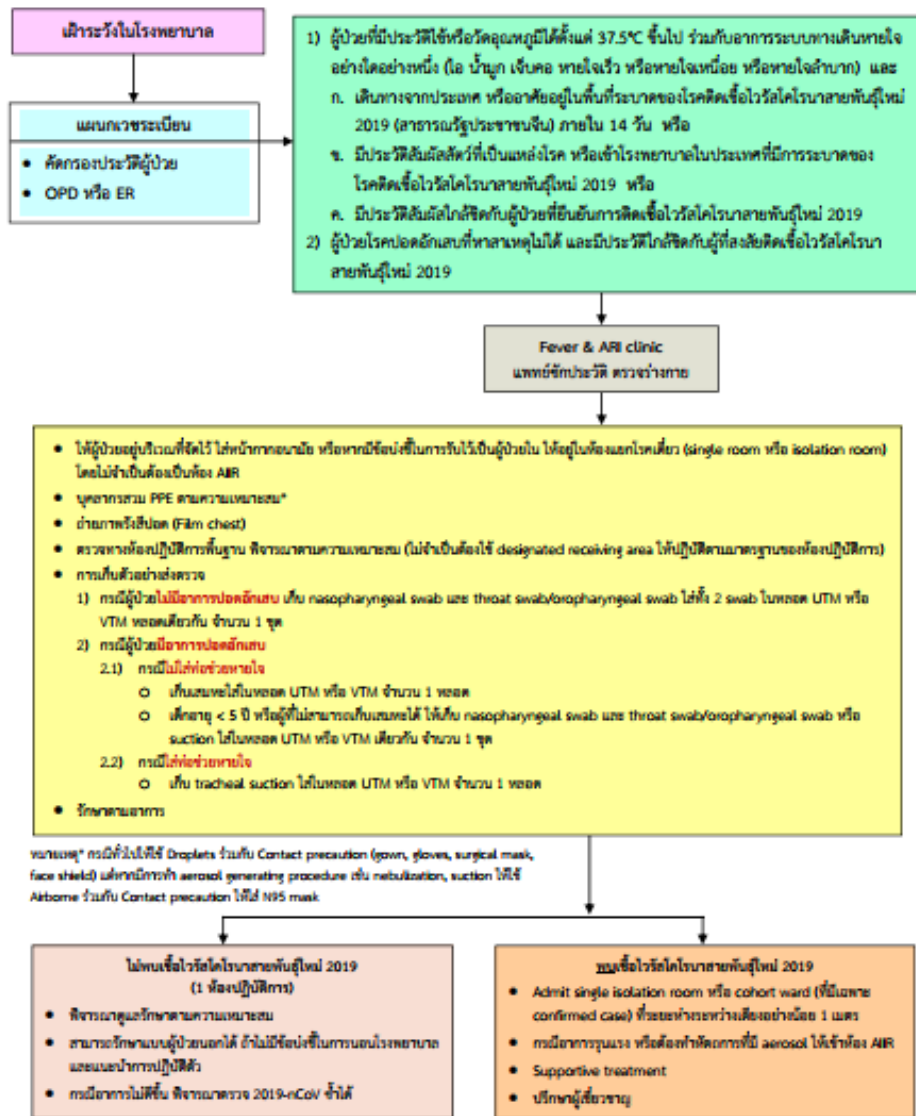 เฝ้าระวังในโรงพยาบาล
แผนกเวชระเบียน
• คัดกรองประวัติผู้ป่วย
• OPD หรือ ER
1) ผู้ป่วยที่มีประวัติไข้หรือวัดอุณหภูมิได้ตั้งแต่ 37.5°C ขึ้นไป ร่วมกับอาการระบบทางเดินหายใจ
อย่างใดอย่างหนึ่ง (ไอ น้ำมูก เจ็บคอ หายใจเร็ว หรือหายใจเหนื่อย หรือหายใจลำบาก) และ
ก. เดินทางจากประเทศ หรืออาศัยอยู่ในพื้นที่ระบาดของโรคติดเชื้อไวรัสโคโรนาสายพันธุ์ใหม่
2019 (สาธารณรัฐประชาชนจีน) ภายใน 14 วัน หรือ
ข. มีประวัติสัมผัสสัตว์ที่เป็นแหล่งโรค หรือเข้าโรงพยาบาลในประเทศที่มีการระบาดของ
โรคติดเชื้อไวรัสโคโรนาสายพันธุ์ใหม่ 2019 หรือ
ค. มีประวัติสัมผัสใกล้ชิดกับผู้ป่วยที่ยืนยันการติดเชื้อไวรัสโคโรนาสายพันธุ์ใหม่ 2019
2) ผู้ป่วยโรคปอดอักเสบที่หาสาเหตุไม่ได้ และมีประวัติใกล้ชิดกับผู้ที่สงสัยติดเชื้อไวรัสโคโรนา
สายพันธุ์ใหม่ 2019
Fever & ARI clinic
แพทย์ซักประวัติ ตรวจร่างกาย
• ให้ผู้ป่วยอยู่บริเวณที่จัดไว้ ใส่หน้ากากอนามัย หรือหากมีข้อบ่งชี้ในการรับไว้เป็นผู้ป่วยใน ให้อยู่ในห้องแยกโรคเดี่ยว (single room หรือ isolation room)
โดยไม่จำเป็นต้องเป็นห้อง AIIR
• บุคลากรสวม PPE ตามความเหมาะสม*
• ถ่ายภาพรังสีปอด (Film chest)
• ตรวจทางห้องปฏิบัติการพื้นฐาน พิจารณาตามความเหมาะสม (ไม่จำเป็นต้องใช้ designated receiving area ให้ปฏิบัติตามมาตรฐานของห้องปฏิบัติการ)
• การเก็บตัวอย่างส่งตรวจ
1) กรณีผู้ป่วยไม่มีอาการปอดอักเสบ เก็บ nasopharyngeal swab และ throat swab/oropharyngeal swab ใส่ทั้ง 2 swab ในหลอด UTM หรือ
VTM หลอดเดียวกัน จำนวน 1 ชุด
2) กรณีผู้ป่วยมีอาการปอดอักเสบ
2.1) กรณีไม่ใส่ท่อช่วยหายใจ
o เก็บเสมหะใส่ในหลอด UTM หรือ VTM จำนวน 1 หลอด
o เด็กอายุ < 5 ปี หรือผู้ที่ไม่สามารถเก็บเสมหะได้ ให้เก็บ nasopharyngeal swab และ throat swab/oropharyngeal swab หรือ
suction ใส่ในหลอด UTM หรือ VTM เดียวกัน จำนวน 1 ชุด
2.2) กรณีใส่ท่อช่วยหายใจ
o เก็บ tracheal suction ใส่ในหลอด UTM หรือ VTM จำนวน 1 หลอด
• รักษาตามอาการ
หมายเหตุ* กรณีทั่วไปให้ใช้ Droplets ร่วมกับ Contact precaution (gown, gloves, surgical mask,
face shield) แต่หากมีการทำ aerosol generating procedure เช่น nebulization, suction ให้ใช้
Airborne ร่วมกับ Contact precaution ให้ใส่ N95 mask
ไม่พบเชื้อไวรัสโคโรนาสายพันธุ์ใหม่ 2019
(1 ห้องปฏิบัติการ)
• พิจารณาดูแลรักษาตามความเหมาะสม
• สามารถรักษาแบบผู้ป่วยนอกได้ ถ้าไม่มีข้อบ่งชี้ในการนอนโรงพยาบาล
และแนะนำการปฏิบัติตัว
• กรณีอาการไม่ดีขึ้น พิจารณาตรวจ 2019-nCoV ซ้ำได้
พบเชื้อไวรัสโคโรนาสายพันธุ์ใหม่ 2019
• Admit single isolation room หรือ cohort ward (ที่มีเฉพาะ
confirmed case) ที่ระยะห่างระหว่างเตียงอย่างน้อย 1 เมตร
• กรณีอาการรุนแรง หรือต้องทำหัตถการที่มี aerosol ให้เข้าห้อง AIIR
• Supportive treatment
• ปรึกษาผู้เชี่ยวชาญ